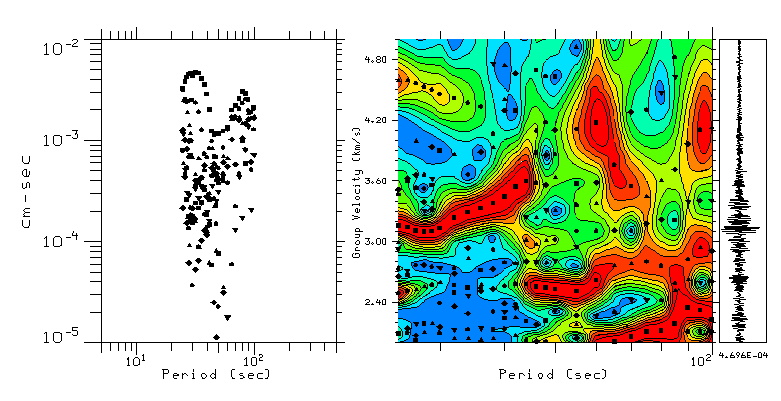 10-2
10-3
10-4
10-5
cm-sec
101
102
Period (sec)
4.80
4.20
3.60
3.00
2.40
Group Velocity (km/s)
102
Period (sec)
4.696E-04